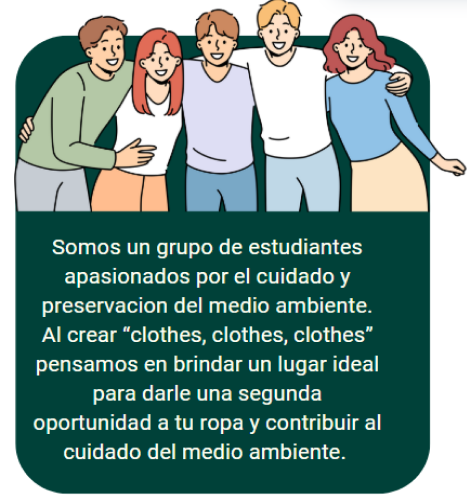 Somos un grupo de estudiantes
apasionados por el cuidado y
preservacion del medio ambiente.
Al crear “clothes, clothes, clothes”
pensamos en brindar un lugar ideal
para darle una segunda
oportunidad a tu ropa y contribuir al
cuidado del medio ambiente.